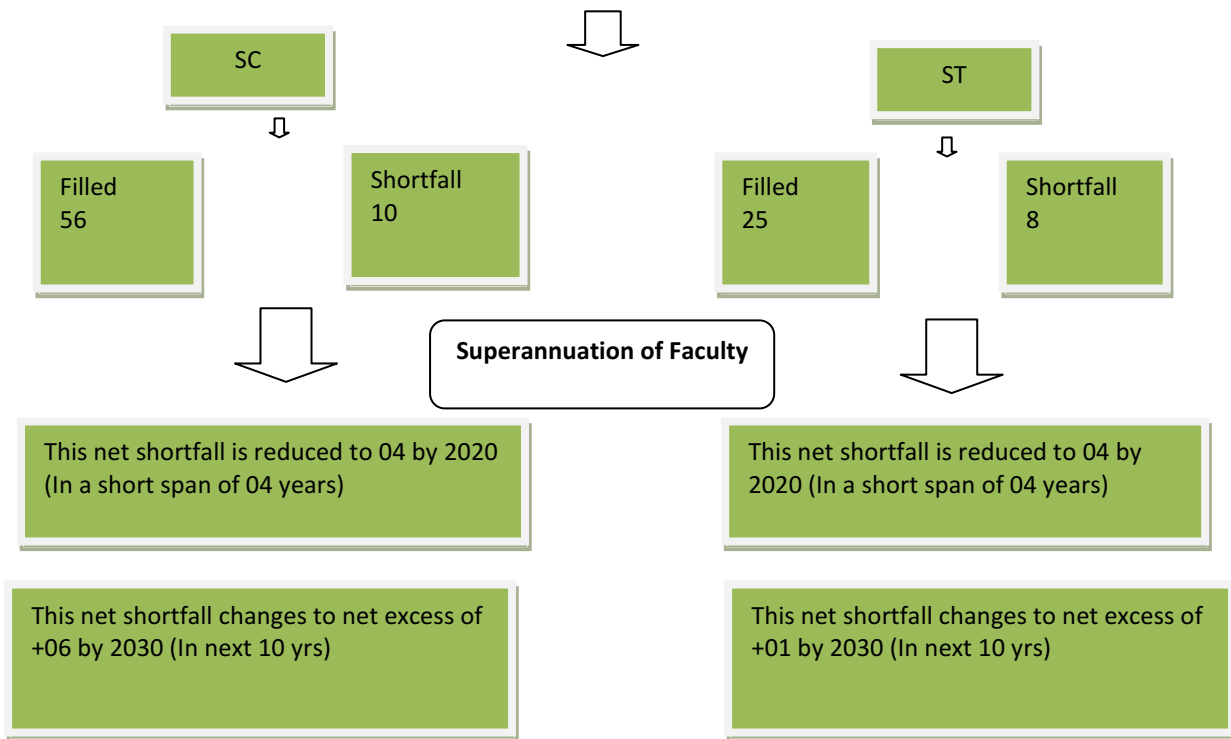 SC
ST
Filled
56
Shortfall
10
Filled
25
Shortfall
8
Superannuation of Faculty
This net shortfall is reduced to 04 by 2020
(In a short span of 04 years)
This net shortfall is reduced to 04 by
2020 (In a short span of 04 years)
This net shortfall changes to net excess of
+06 by 2030 (In next 10 yrs)
This net shortfall changes to net excess of
+01 by 2030 (In next 10 yrs)